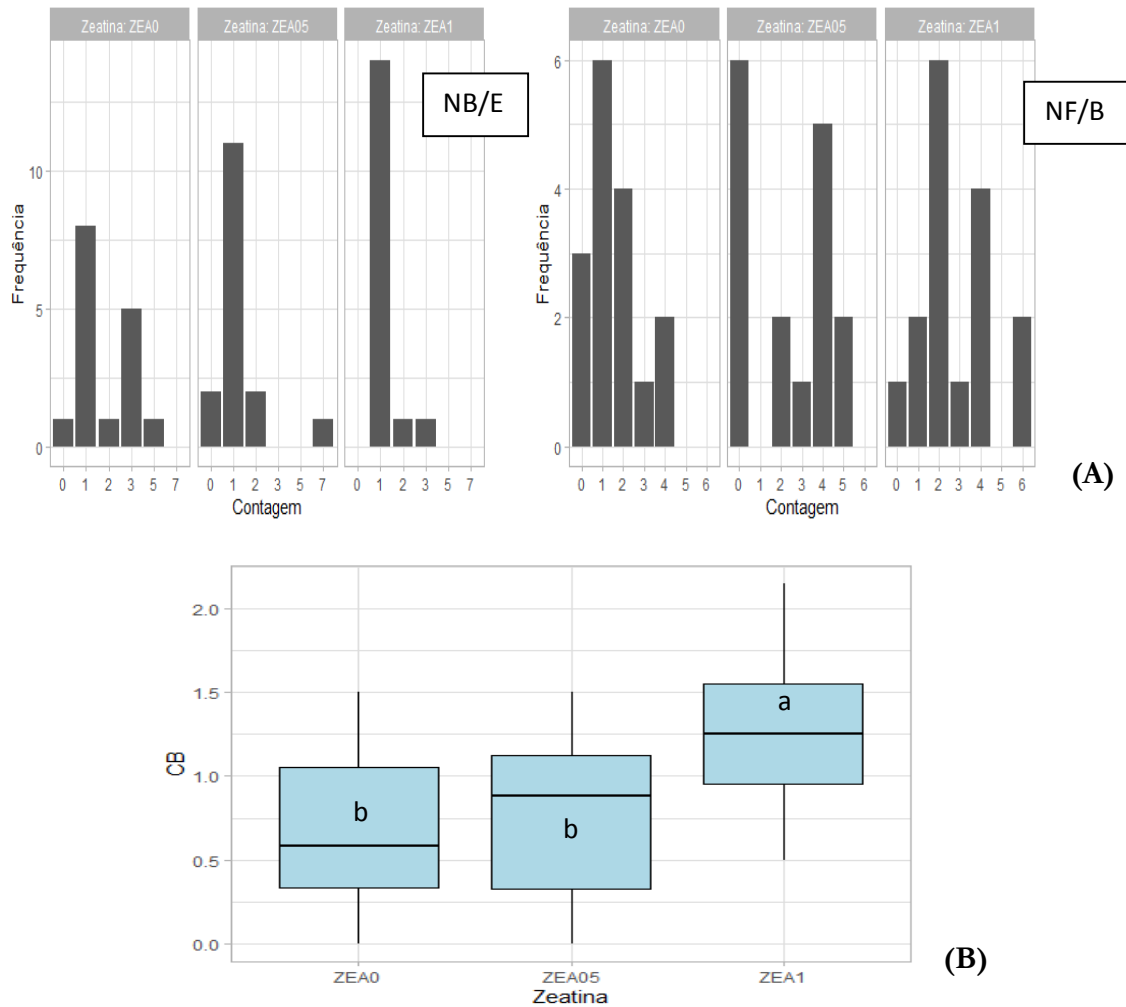 Zeatina: ZEA0 Zeatina: ZEA05 Zeatina: ZEA1
NB/E
10
5
0
Frequência
0 1 2 3 5 7 0 1 2 3 5 7 0 1 2 3 5 7
Contagem
Zeatina: ZEA0 Zeatina: ZEA05 Zeatina: ZEA1
NF/B
6
4
2
0
Frequência
0 1 2 3 4 5 6 0 1 2 3 4 5 6 0 1 2 3 4 5 6
Contagem
(A)
2.0
1.5
1.0
0.5
0.0
CB
b b a
ZEA0 ZEA05 ZEA1
Zeatina
(B)